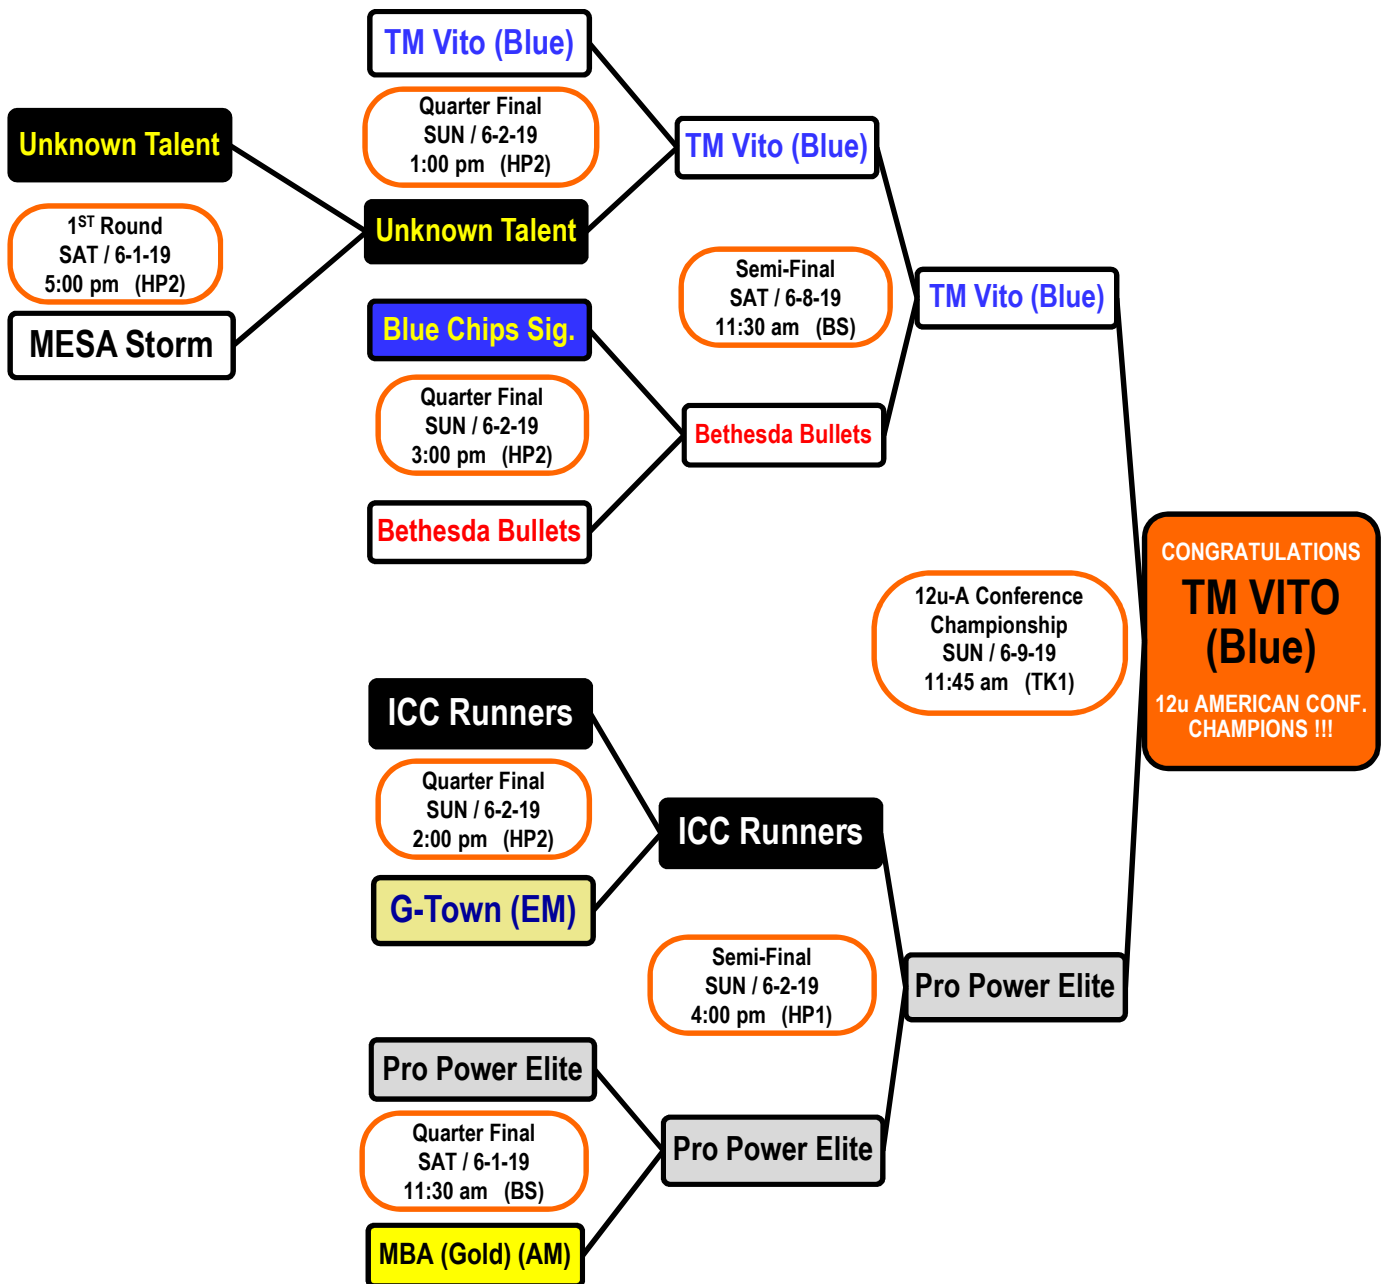 TM Vito (Blue)
Quarter Final
SUN / 6-2-19
1:00 pm (HP2)
Unknown Talent
TM Vito (Blue)
1ST Round
SAT / 6-1-19
5:00 pm (HP2)
Unknown Talent
MESA Storm
Blue Chips Sig.
Semi-Final
SAT / 6-8-19
11:30 am (BS)
TM Vito (Blue)
Quarter Final
SUN / 6-2-19
3:00 pm (HP2)
Bethesda Bullets
Bethesda Bullets
12u-A Conference
Championship
SUN / 6-9-19
11:45 am (TK1)
CONGRATULATIONS
TM VITO
(Blue)
12u AMERICAN CONF.
CHAMPIONS !!!
ICC Runners
Quarter Final
SUN / 6-2-19
2:00 pm (HP2)
ICC Runners
G-Town (EM)
Semi-Final
SUN / 6-2-19
4:00 pm (HP1)
Pro Power Elite
Pro Power Elite
Quarter Final
SAT / 6-1-19
11:30 am (BS)
Pro Power Elite
MBA (Gold) (AM)